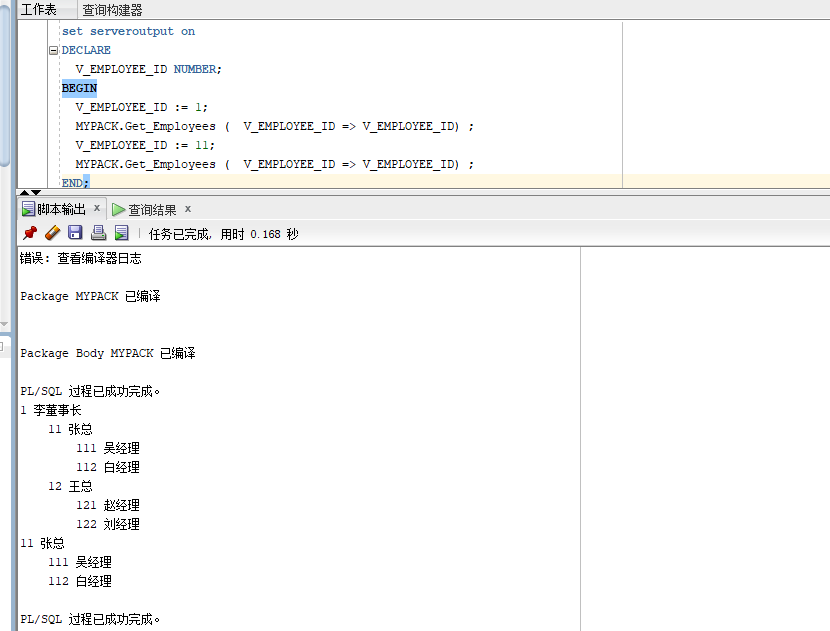 工作表 查询构建器
set serveroutput on
DECLARE
V_EMPLOYEE_ID NUMBER;
BEGIN
V_EMPLOYEE_ID := 1;
MYPACK.Get_Employees (  V_EMPLOYEE_ID => V_EMPLOYEE_ID) ;
V_EMPLOYEE_ID := 11;
MYPACK.Get_Employees (  V_EMPLOYEE_ID => V_EMPLOYEE_ID) ;
END;
脚本输出 x 查询结果 x
任务已完成, 用时 0.168 秒
错误: 查看编译器日志
Package MYPACK 已编译
Package Body MYPACK 已编译
PL/SQL 过程已成功完成。
1 李董事长
11 张总
111 吴经理
112 白经理
12 王总
121 赵经理
122 刘经理
11 张总
111 吴经理
112 白经理
PL/SQL 过程已成功完成。